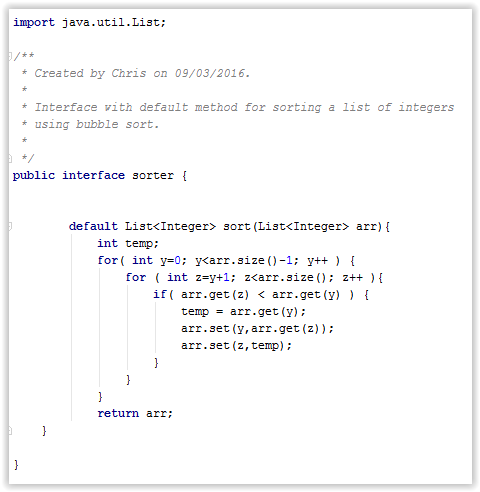 import java.util.List;
/**
* Created by Chris on 09/03/2016.
*
* Interface with default method for sorting a list of integers
* using bubble sort.
*
*/
public interface sorter {
default List<Integer> sort(List<Integer> arr){
int temp;
for( int y=0; y<arr.size()-1; y++ ) {
for ( int z=y+1; z<arr.size(); z++ ){
if( arr.get(z) < arr.get(y) ) {
temp = arr.get(y);
arr.set(y,arr.get(z));
arr.set(z,temp);
}
}
}
return arr;
}
}